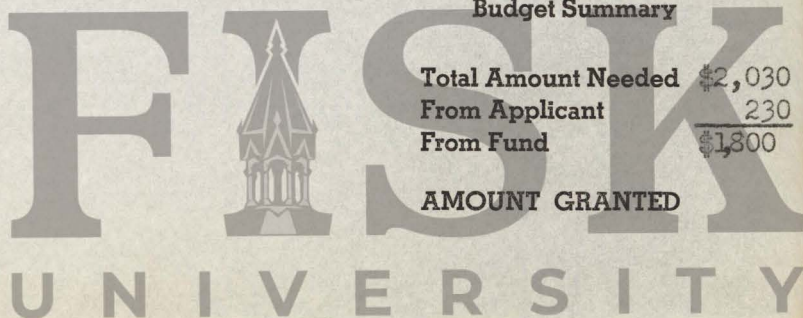 Budget Summary
Total Amount Needed $2,030
From Applicant 230
From Fund $1,800
AMOUNT GRANTED
FISK
UNIVERSITY